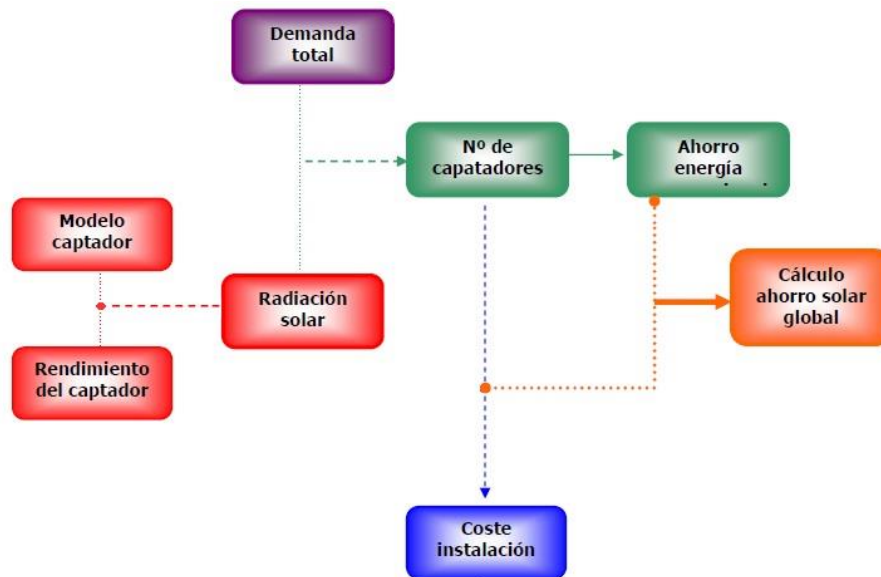 Demanda
total
Nº de
capatadores
Ahorro
energía
Modelo
captador
Radiación
solar
Cálculo
ahorro solar
global
Rendimiento
del captador
Coste
instalación